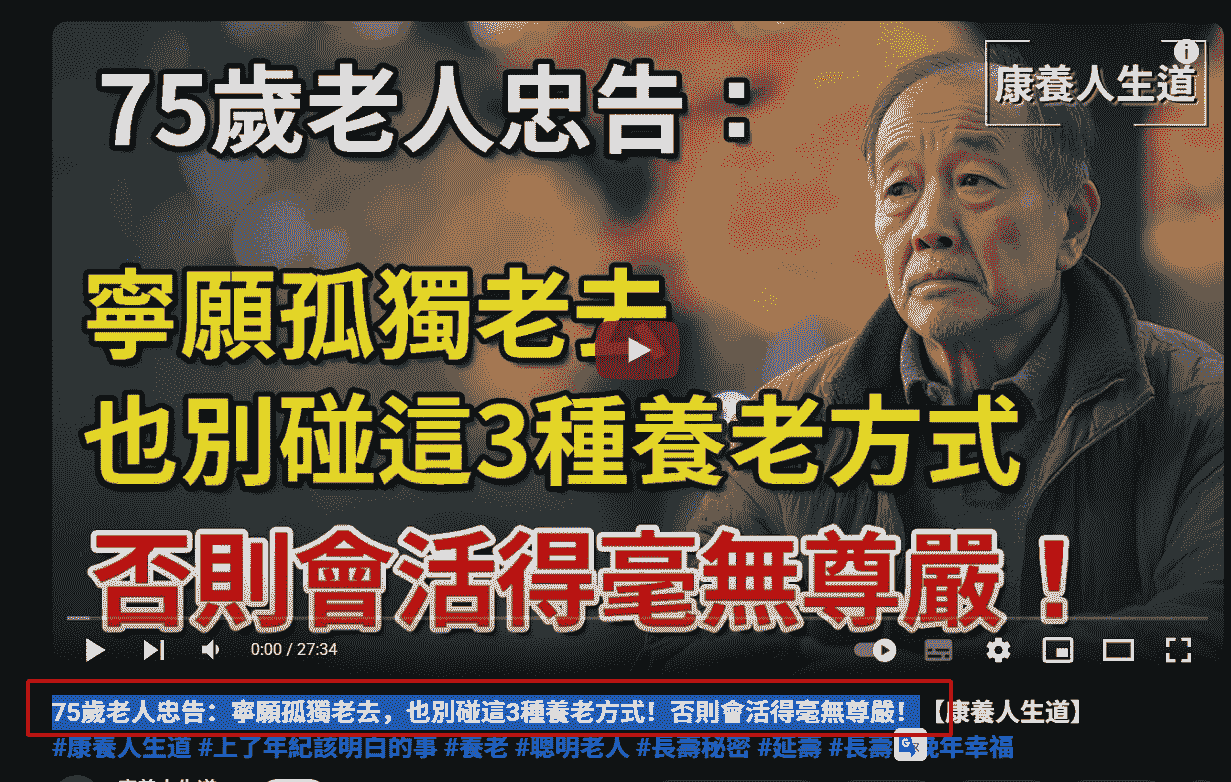 75歲老人忠告：
康養人生道
寧願孤獨老去
也別碰這3種養老方式
否則會活得毫無尊嚴！
0:00 / 27:34
75歲老人忠告：寧願孤獨老去，也別碰這3種養老方式！否則會活得毫無尊嚴！【康養人生道】
#康養人生道 #上了年紀該明白的事 #養老 #聰明老人 #長壽秘密 #延壽 #長壽 晚年幸福